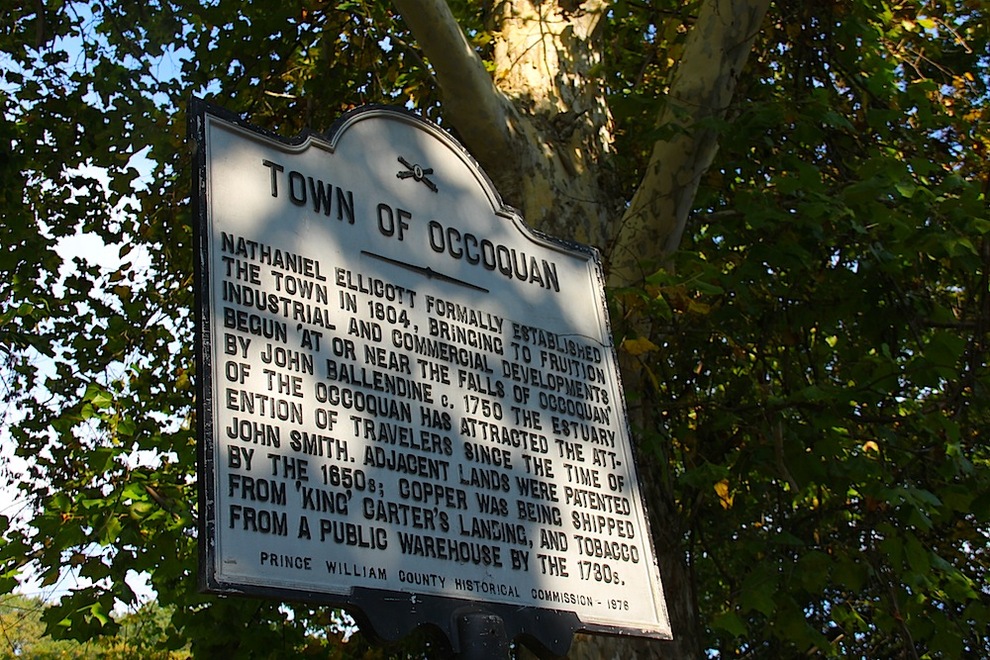 TOWN OF OCCOQUAN
NATHANIEL ELLICOTT FORMALLY ESTABLISHED
THE TOWN IN 1804, BRINGING TO FRUITION
INDUSTRIAL AND COMMERCIAL DEVELOPMENTS
BEGUN 'AT OR NEAR THE FALLS OF OCCOQUAN'
BY JOHN BALLENDINE c. 1750 THE ESTUARY
OF THE OCCOQUAN HAS ATTRACTED THE ATT-
ENTION OF TRAVELERS SINCE THE TIME OF
JOHN SMITH. ADJACENT LANDS WERE PATENTED
BY THE 1650s; COPPER WAS BEING SHIPPED
FROM 'KING' CARTER'S LANDING, AND TOBACCO
FROM A PUBLIC WAREHOUSE BY THE 1730s.
PRINCE WILLIAM COUNTY HISTORICAL COMMISSION - 1976